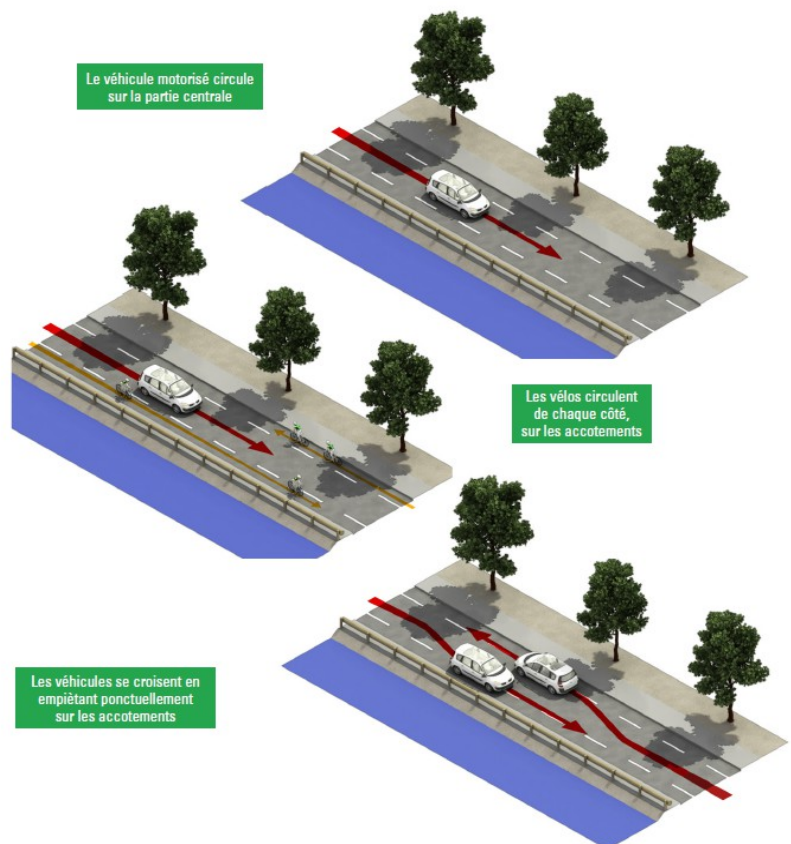 Le véhicule motorisé circule
sur la partie centrale
Les vélos circulent
de chaque côté,
sur les accotements
Les véhicules se croisent en
empiètant ponctuellement
sur les accotements